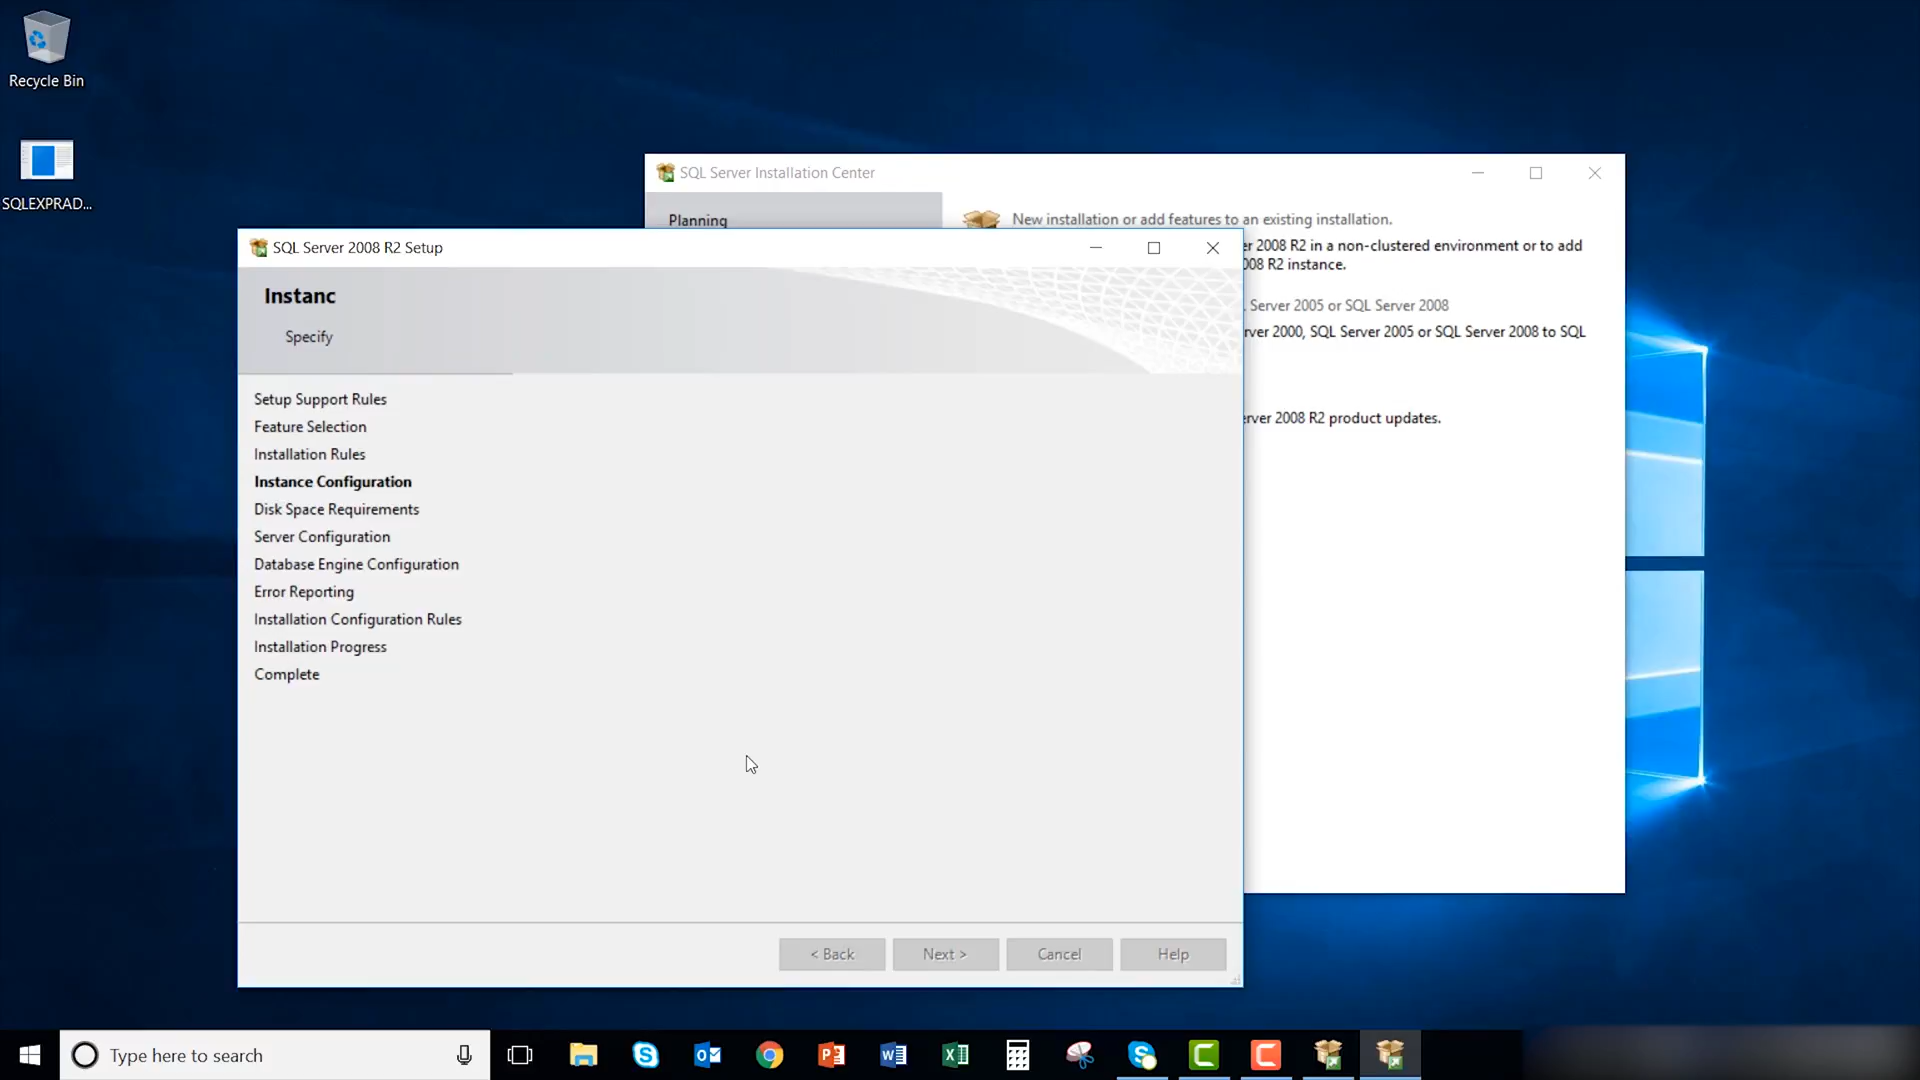 Recycle Bin
SQLEXPRAD...
SQL Server Installation Center
Planning
New installation or add features to an existing installation.
er 2008 R2 in a non-clustered environment or to add
008 R2 instance.
Server 2005 or SQL Server 2008
rver 2000, SQL Server 2005 or SQL Server 2008 to SQL
erver 2008 R2 product updates.
SQL Server 2008 R2 Setup
Instanc
Specify
Setup Support Rules
Feature Selection
Installation Rules
Instance Configuration
Disk Space Requirements
Server Configuration
Database Engine Configuration
Error Reporting
Installation Configuration Rules
Installation Progress
Complete
< Back
Next >
Cancel
Help
Type here to search